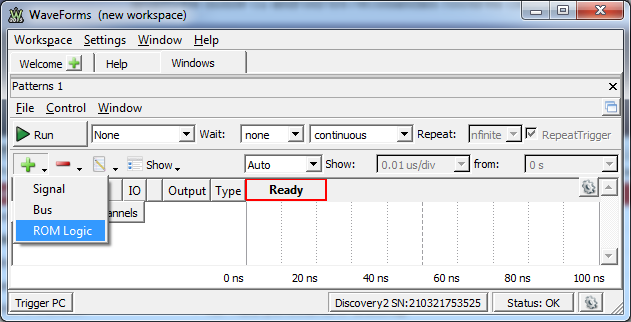 WaveForms (new workspace)
Workspace Settings Window Help
Welcome Help Windows
Patterns 1
File Control Window
Run None Wait: none continuous Repeat: nfinite RepeatTrigger
Show Auto Show: 0.01 us/div from: 0 s
IO Output Type Ready
Signal
Bus
ROM Logic
annels
0 ns 20 ns 40 ns 60 ns 80 ns 100 ns
Trigger PC Discovery2 SN:210321753525 Status: OK